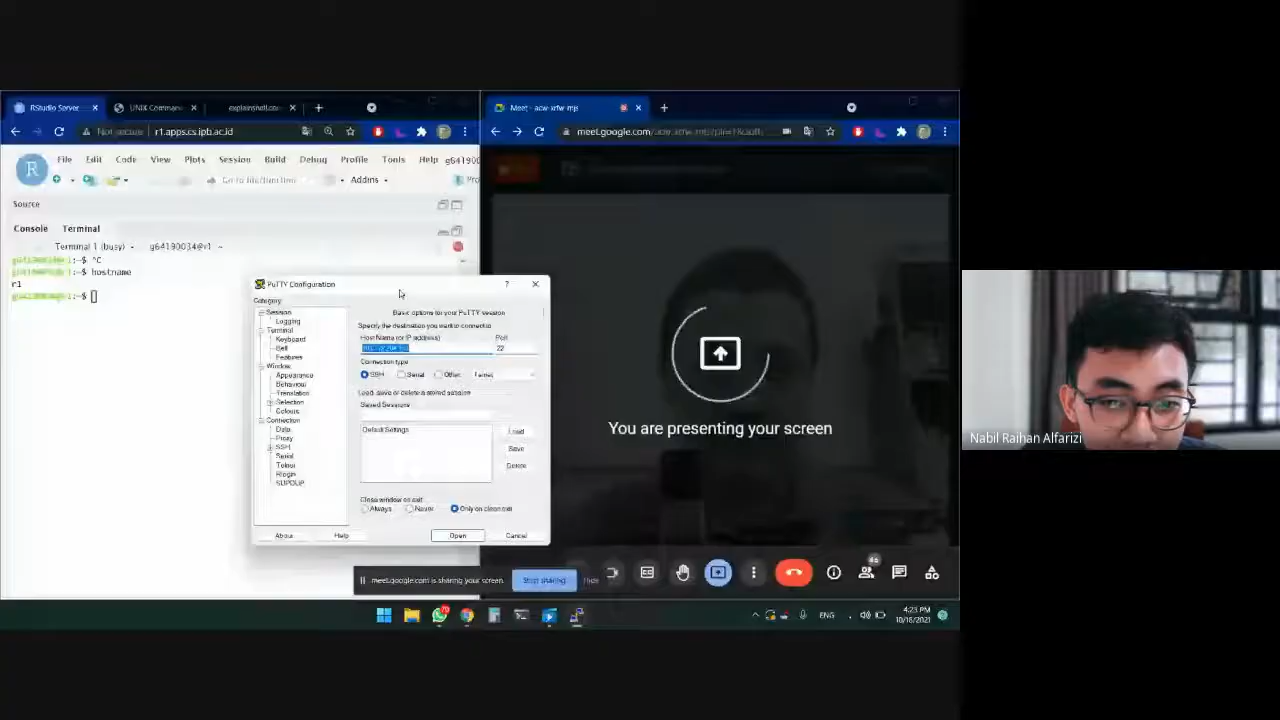 RStudio Server
UNIX Comman
explainshell.co
Meet - acw-xrfw-mjs
Not secure
r1.apps.cs.ipb.ac.id
File Edit Code View Plots Session Build Debug Profile Tools Help
Go to file/function
Addins
Source
Console Terminal
Terminal 1 (busy)
g64190034@r1: ~
:~$ ^C
:~$ hostname
r1
:~$
PuTTY Configuration
?
Category:
Session
Logging
Terminal
Keyboard
Bell
Features
Window
Appearance
Behaviour
Translation
Selection
Colours
Connection
Data
Proxy
SSH
Serial
Telnet
Rlogin
SUPDUP
Basic options for your PuTTY session
Specify the destination you want to connect to
Host Name (or IP address)
Port
22
Connection type:
SSH Serial Other: Telnet
Load, save or delete a stored session
Saved Sessions
Default Settings
Load
Save
Delete
Close window on exit:
Always Never Only on clean exit
About Help Open Cancel
You are presenting your screen
meet.google.com is sharing your screen.
Stop sharing
Hide
46
70
ENG
4:23 PM
10/18/2021
Nabil Raihan Alfarizi